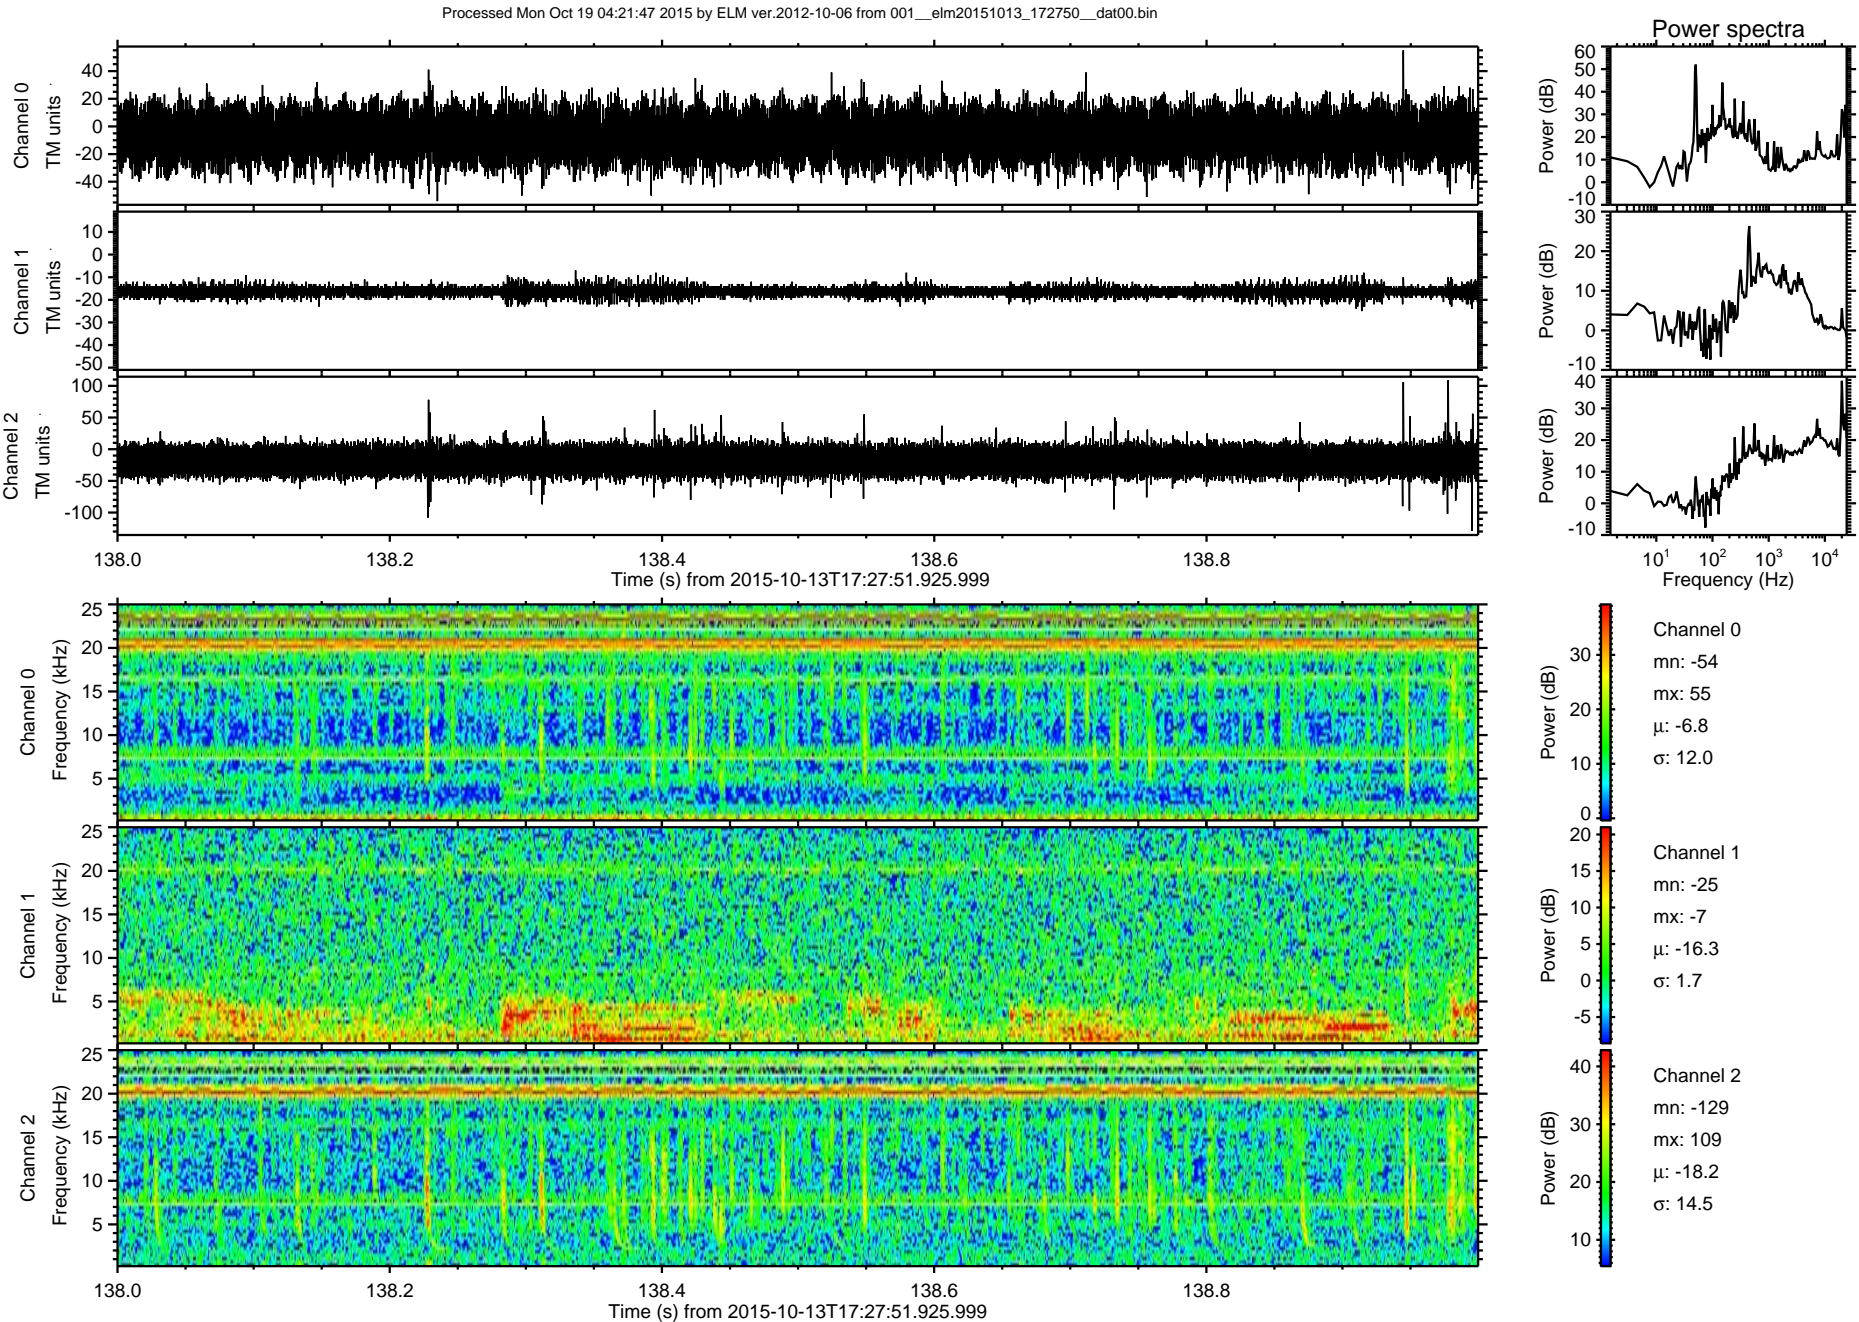 Processed Mon Oct 19 04:21:47 2015 by ELM ver.2012-10-06 from 001__elm20151013_172750__dat00.bin
Power spectra
Channel 0
TM units
40
20
0
-20
-40
Power (dB)
60
50
40
30
20
10
0
-10
Channel 1
TM units
10
0
-10
-20
-30
-40
-50
Power (dB)
30
20
10
0
-10
Channel 2
TM units
100
50
0
-50
-100
Power (dB)
40
30
20
10
0
-10
138.0 138.2 138.4 138.6 138.8
Time (s) from 2015-10-13T17:27:51.925.999
10^1 10^2 10^3 10^4
Frequency (Hz)
Channel 0
Frequency (kHz)
25
20
15
10
5
Power (dB)
30
20
10
0
Channel 0
mn: -54
mx: 55
μ: -6.8
σ: 12.0
Channel 1
Frequency (kHz)
25
20
15
10
5
Power (dB)
20
15
10
5
0
-5
Channel 1
mn: -25
mx: -7
μ: -16.3
σ: 1.7
Channel 2
Frequency (kHz)
25
20
15
10
5
Power (dB)
40
30
20
10
Channel 2
mn: -129
mx: 109
μ: -18.2
σ: 14.5
138.0 138.2 138.4 138.6 138.8
Time (s) from 2015-10-13T17:27:51.925.999